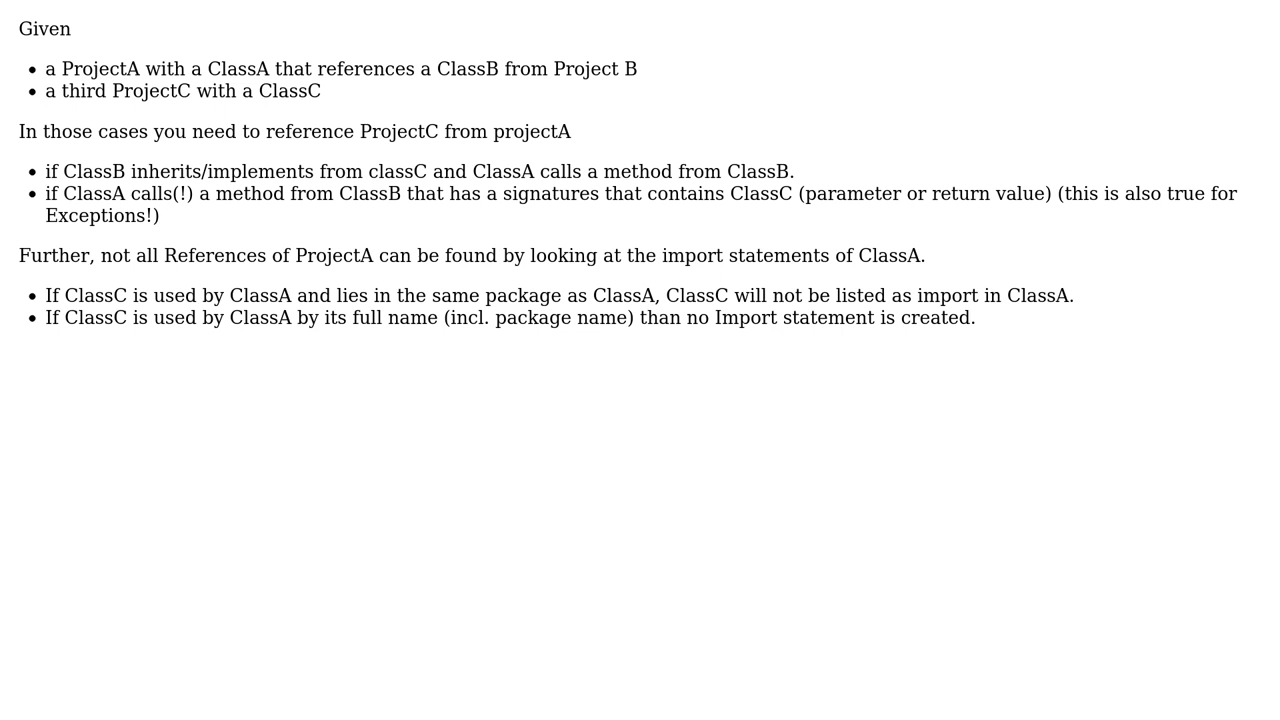 Given
• a ProjectA with a ClassA that references a ClassB from Project B
• a third ProjectC with a ClassC
In those cases you need to reference ProjectC from projectA
• if ClassB inherits/implements from classC and ClassA calls a method from ClassB.
• if ClassA calls(!) a method from ClassB that has a signatures that contains ClassC (parameter or return value) (this is also true for
Exceptions!)
Further, not all References of ProjectA can be found by looking at the import statements of ClassA.
• If ClassC is used by ClassA and lies in the same package as ClassA, ClassC will not be listed as import in ClassA.
• If ClassC is used by ClassA by its full name (incl. package name) than no Import statement is created.